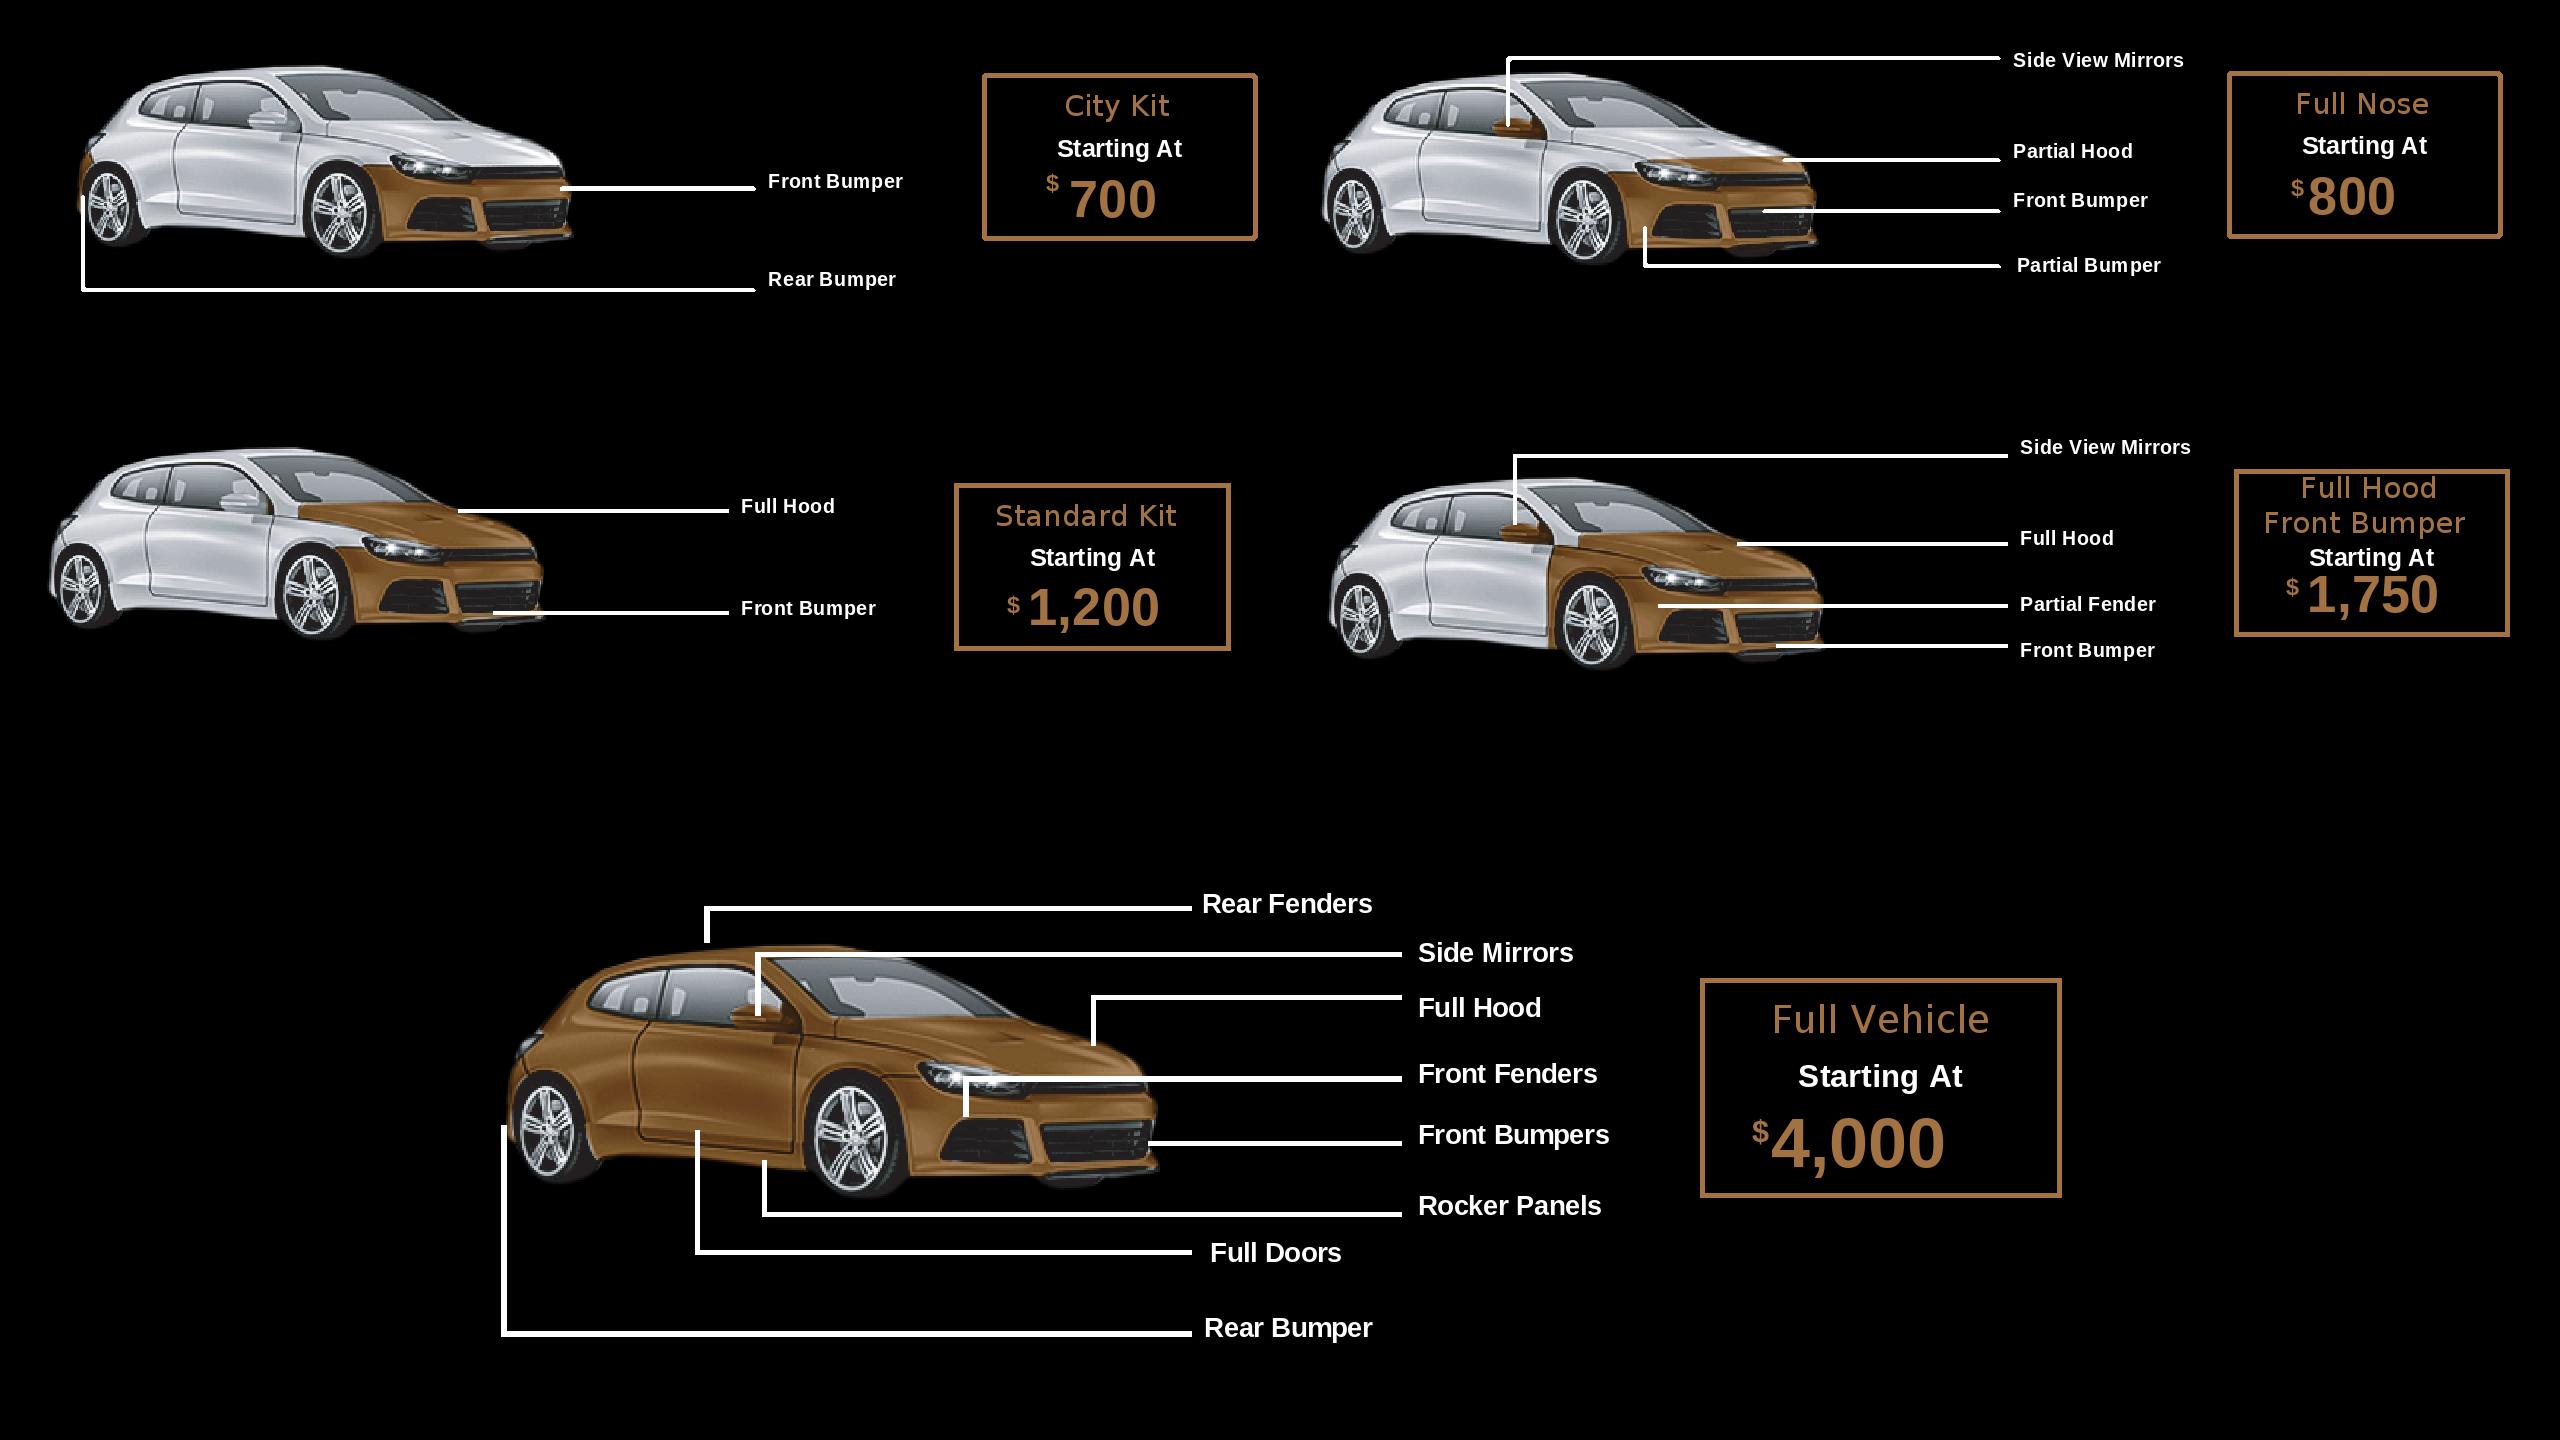 Front Bumper
Rear Bumper
City Kit
Starting At
$ 700
Side View Mirrors
Partial Hood
Front Bumper
Partial Bumper
Full Nose
Starting At
$800
Full Hood
Front Bumper
Standard Kit
Starting At
$ 1,200
Side View Mirrors
Full Hood
Partial Fender
Front Bumper
Full Hood
Front Bumper
Starting At
$ 1,750
Rear Fenders
Side Mirrors
Full Hood
Front Fenders
Front Bumpers
Rocker Panels
Full Doors
Rear Bumper
Full Vehicle
Starting At
$4,000